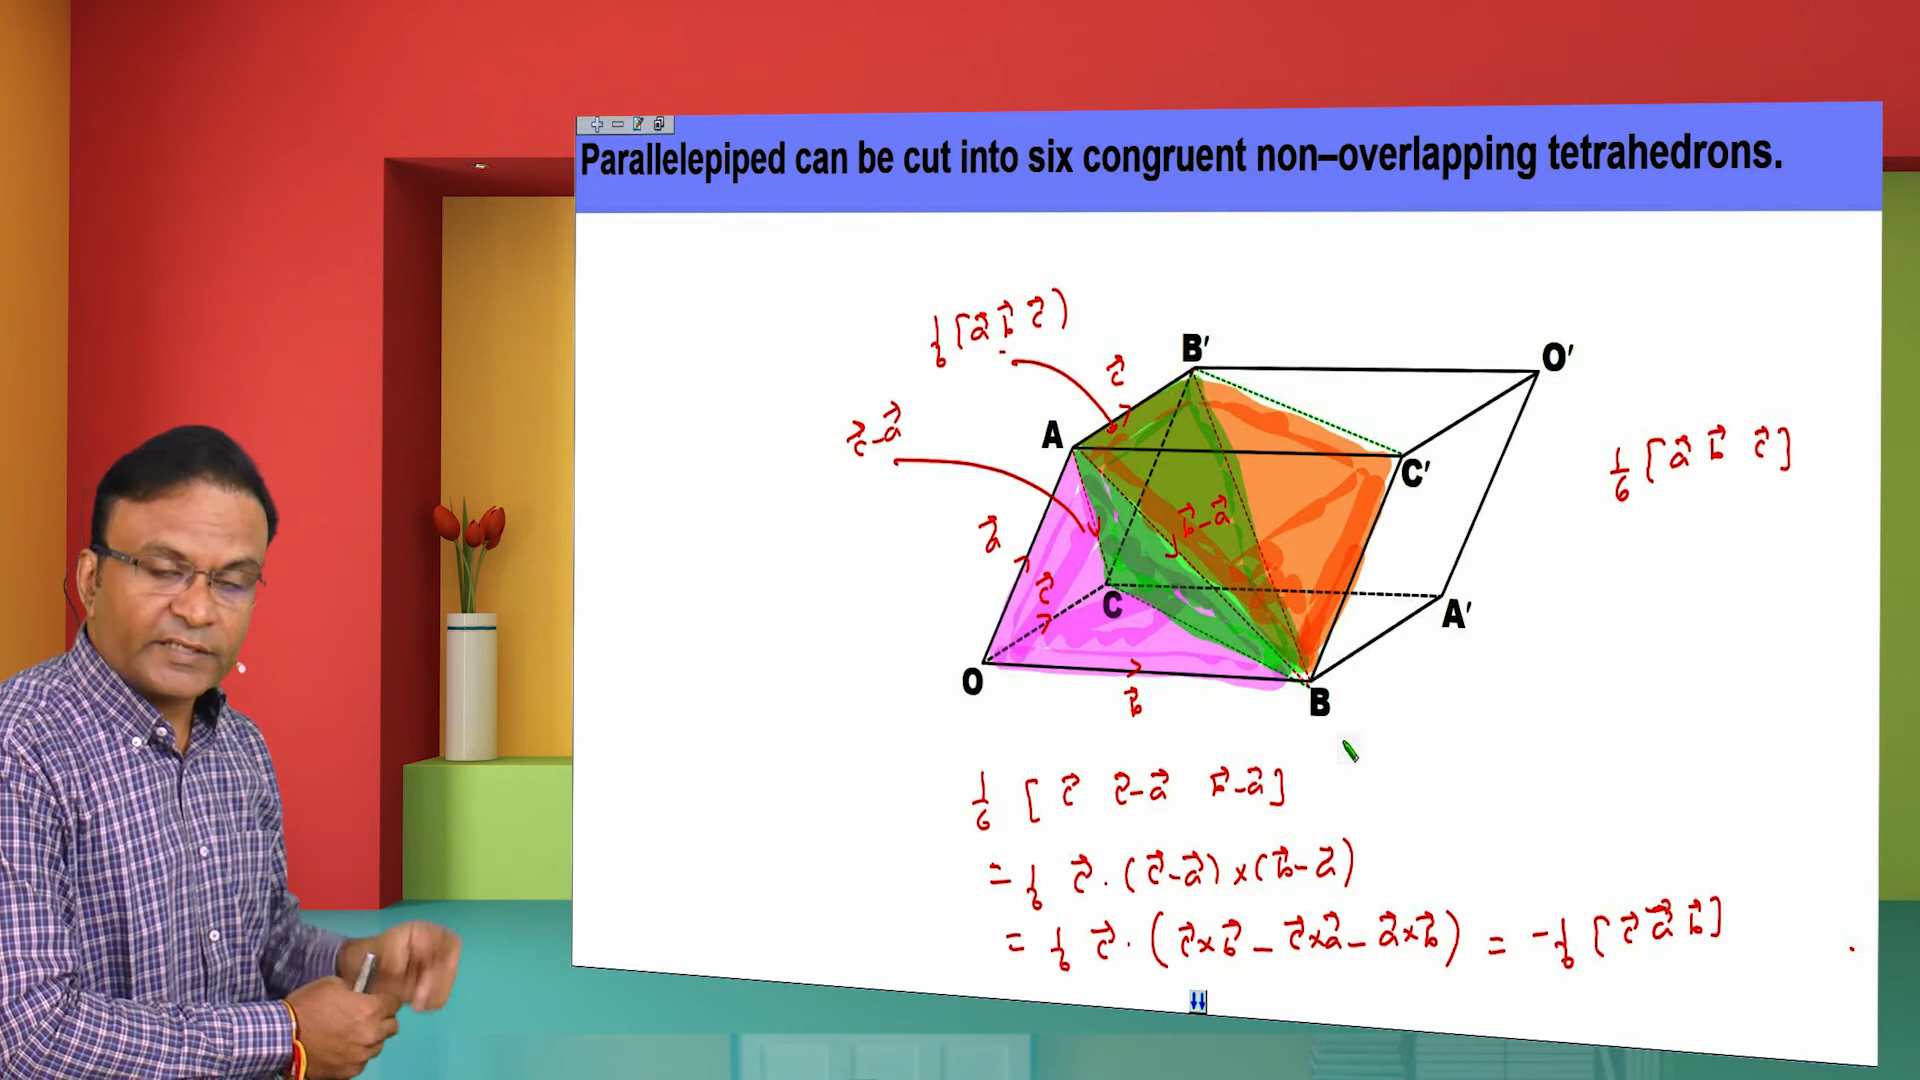 Parallelepiped can be cut into six congruent non–overlapping tetrahedrons.
1/6 [a⃗ b⃗ c⃗)
B′
O′
c⃗
c⃗-a⃗
A
C′
1/6 [a⃗ b⃗ c⃗]
b⃗-a⃗
a⃗
c⃗
C
A′
O
B
b⃗
1/6 [c⃗ c⃗-a⃗ b⃗-a⃗]
= 1/6 c⃗ . (c⃗-a⃗) × (b⃗-a⃗)
= 1/6 c⃗ . (c⃗×b⃗ - c⃗×a⃗ - a⃗×b⃗) = -1/6 [c⃗ a⃗ b⃗]